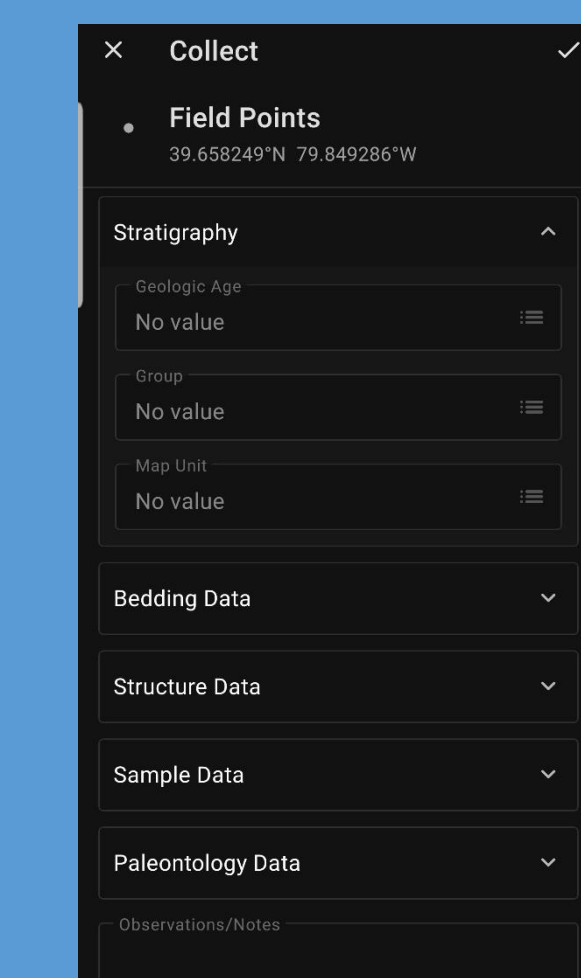 Collect
Field Points
39.658249°N 79.849286°W
Stratigraphy
Geologic Age
No value
Group
No value
Map Unit
No value
Bedding Data
Structure Data
Sample Data
Paleontology Data
Observations/Notes